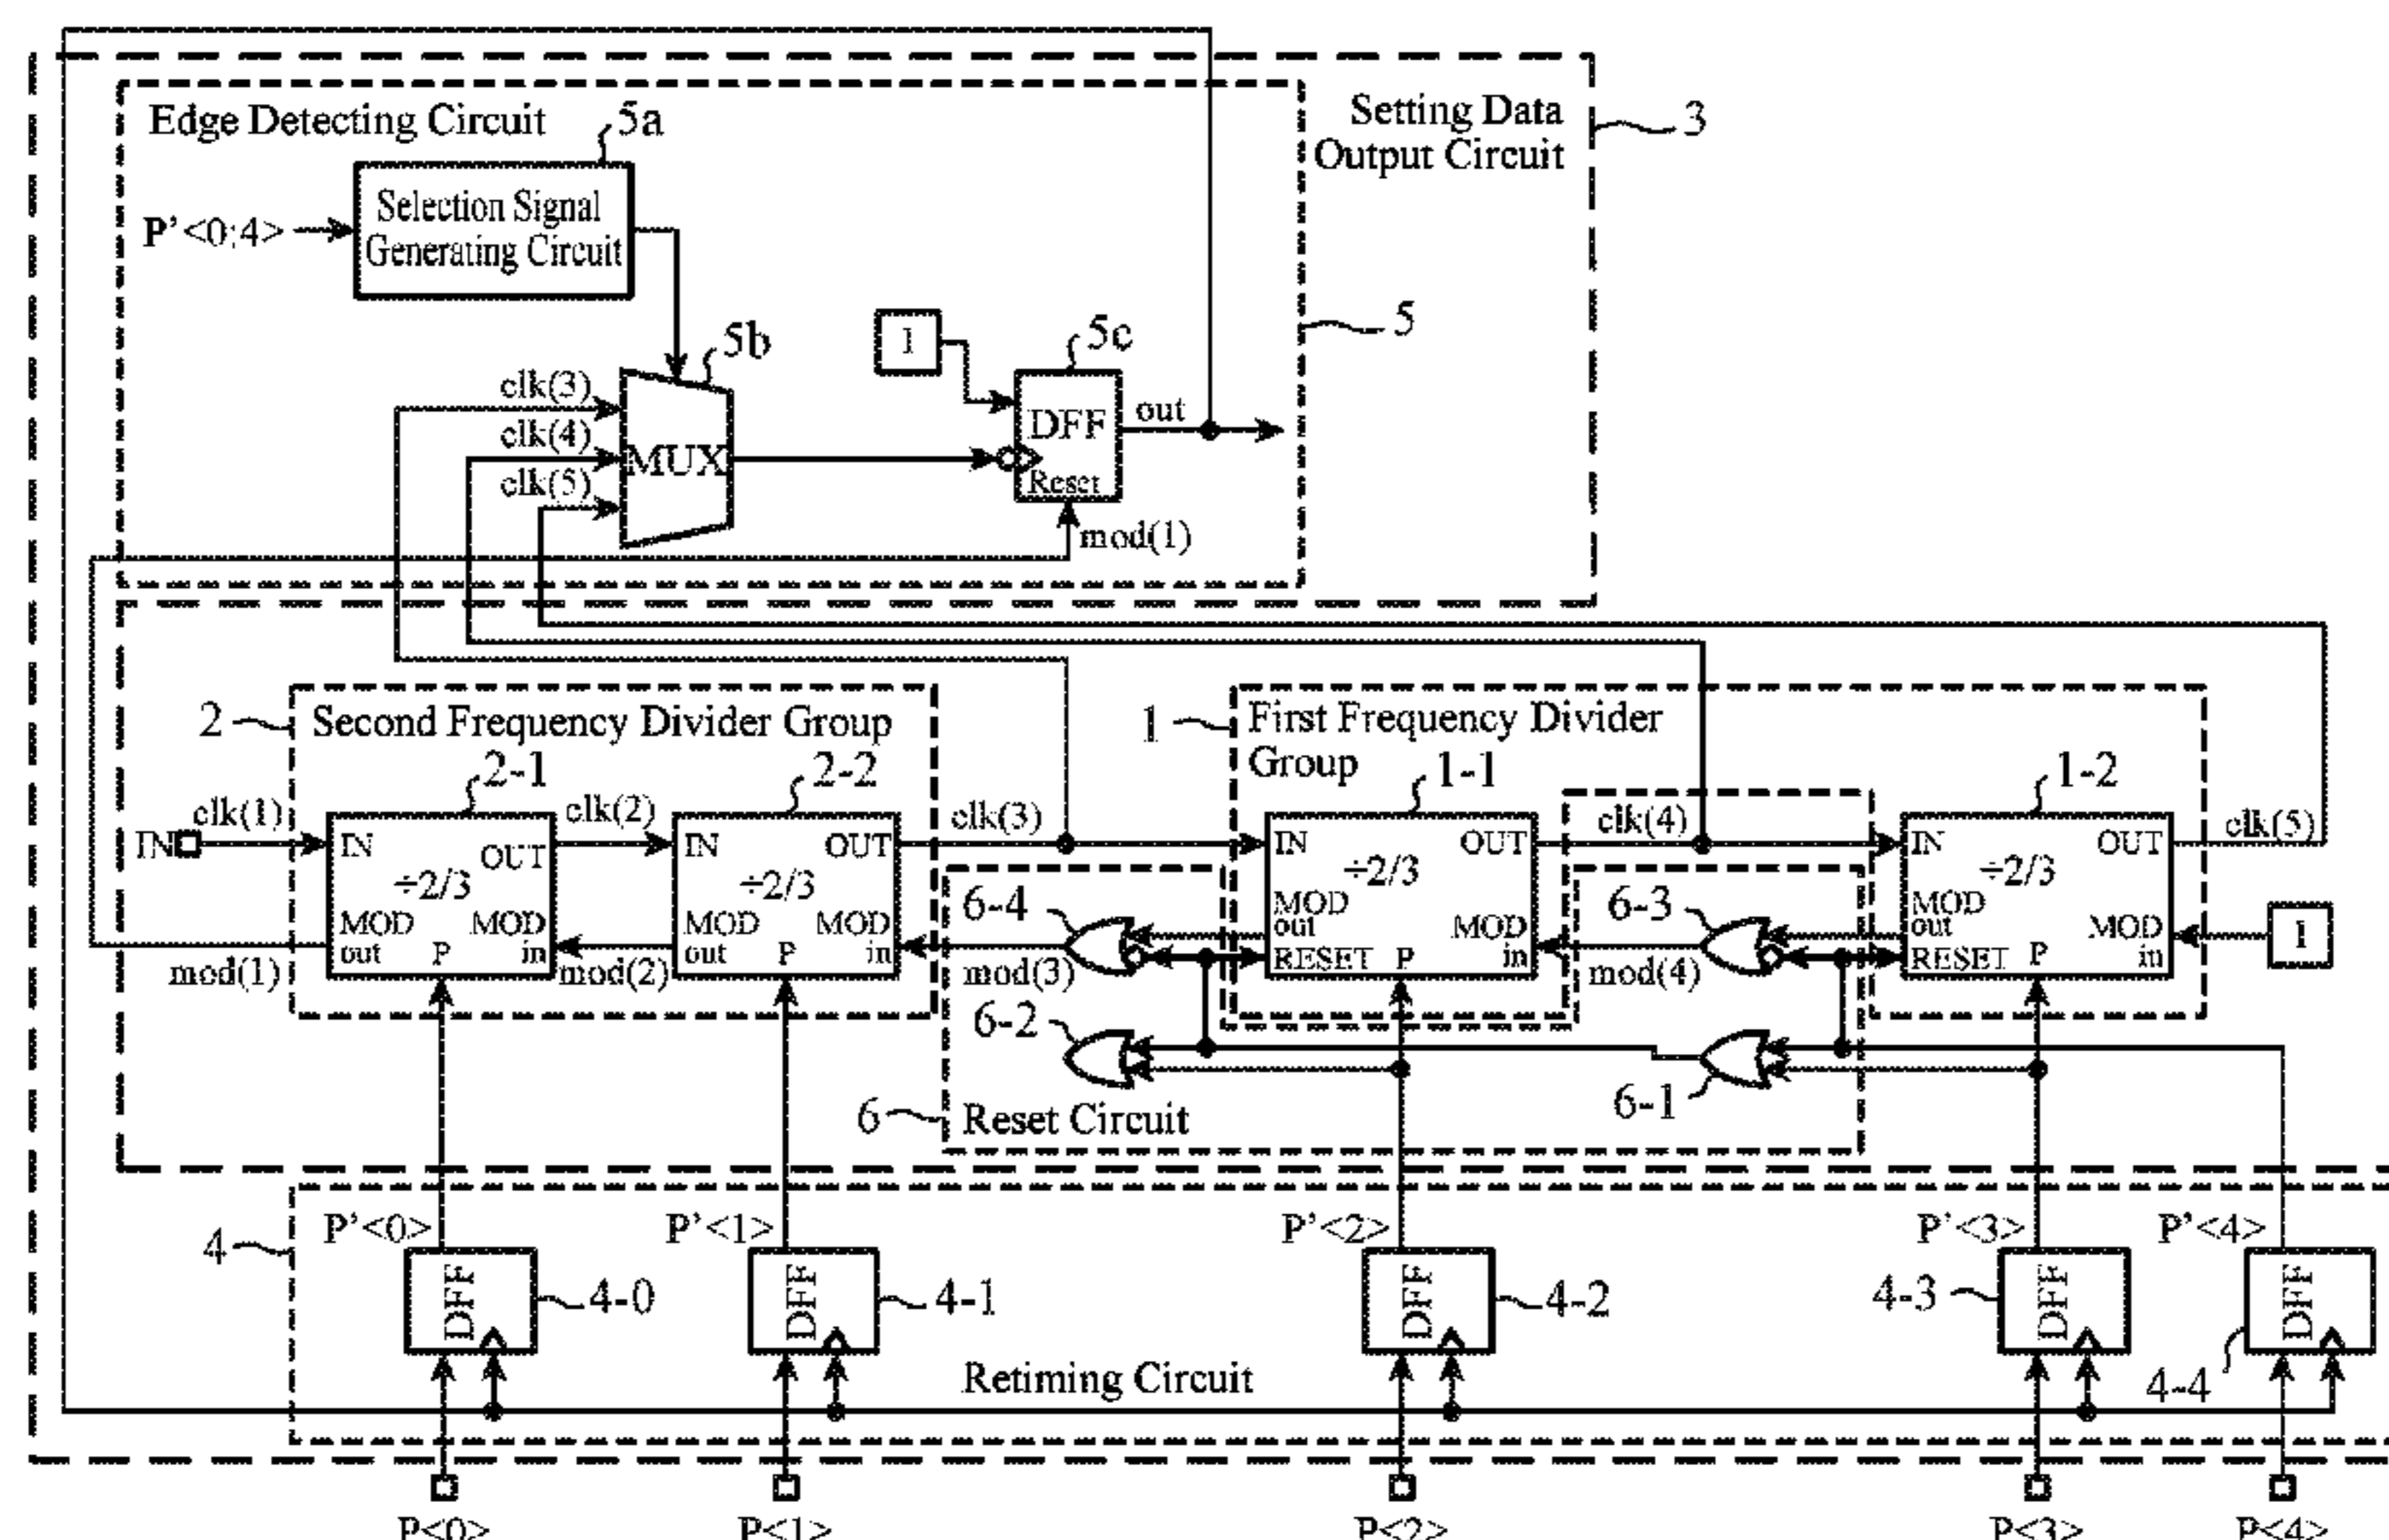 Edge Detecting Circuit
5a
Setting Data
Output Circuit
3
Selection Signal
Generating Circuit
P'<0:4>
5b
1
5c
5
clk(3)
clk(4)
clk(5)
MUX
DFF
out
Reset
mod(1)
2
Second Frequency Divider Group
1
First Frequency Divider
Group
2-1
2-2
1-1
1-2
IN
clk(1)
IN
OUT
÷2/3
MOD
out
P
MOD
in
mod(1)
clk(2)
mod(2)
IN
OUT
÷2/3
MOD
out
P
MOD
in
clk(3)
6-4
mod(3)
6-2
IN
OUT
÷2/3
MOD
out
RESET
P
MOD
in
clk(4)
6-3
mod(4)
6-1
IN
OUT
÷2/3
MOD
out
RESET
P
MOD
in
clk(5)
1
6
Reset Circuit
4
P'<0>
P'<1>
P'<2>
P'<3>
P'<4>
DFF
4-0
DFF
4-1
DFF
4-2
4-3
DFF
4-4
DFF
Retiming Circuit
P<0>
P<1>
P<2>
P<3>
P<4>